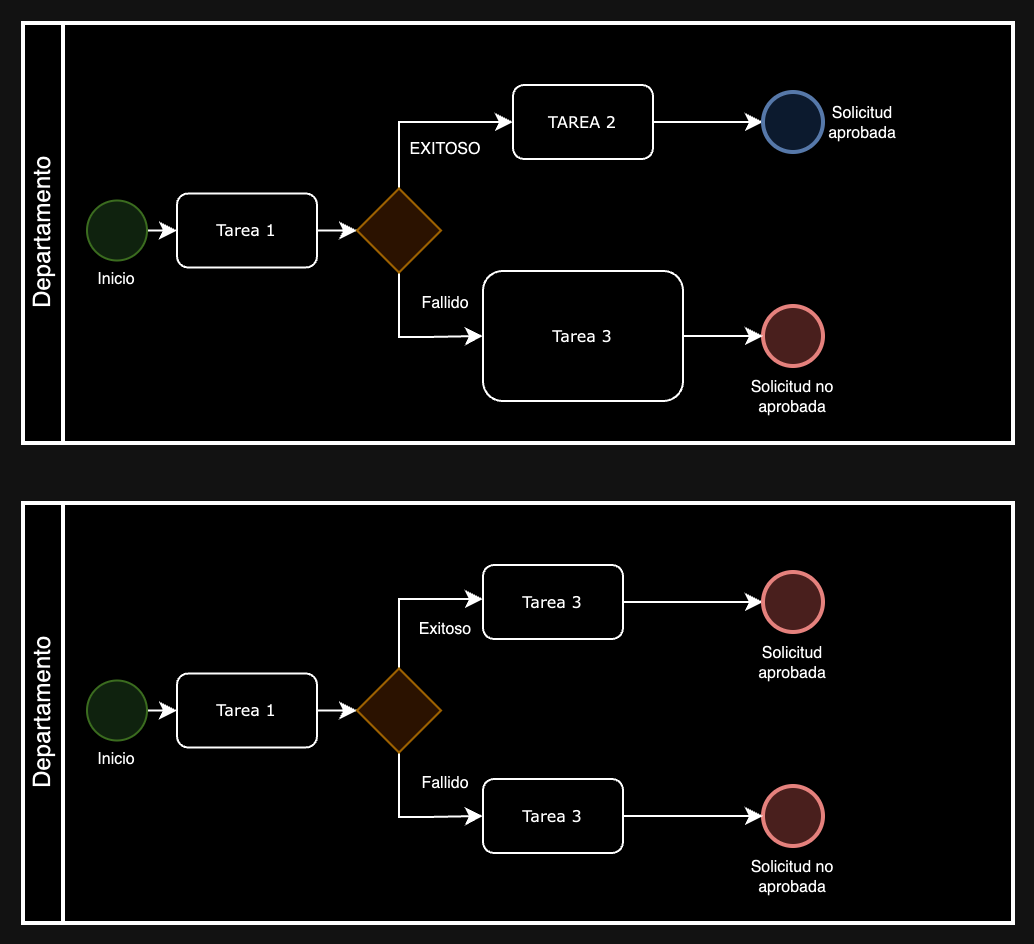 Departamento
Inicio
Tarea 1
EXITOSO
TAREA 2
Solicitud
aprobada
Fallido
Tarea 3
Solicitud no
aprobada
Departamento
Inicio
Tarea 1
Exitoso
Tarea 3
Solicitud
aprobada
Fallido
Tarea 3
Solicitud no
aprobada